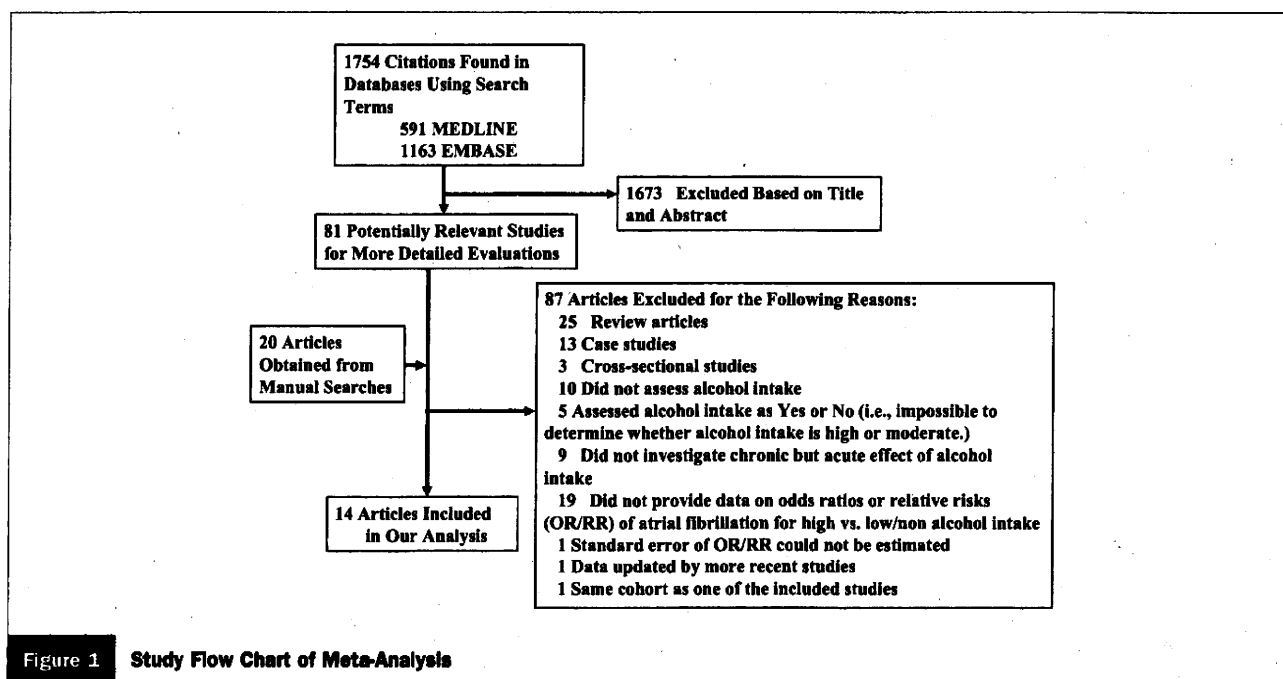 1754 Citations Found in
Databases Using Search
Terms
591 MEDLINE
1163 EMBASE
1673 Excluded Based on Title
and Abstract
81 Potentially Relevant Studies
for More Detailed Evaluations
20 Articles
Obtained from
Manual Searches
87 Articles Excluded for the Following Reasons:
25 Review articles
13 Case studies
3 Cross-sectional studies
10 Did not assess alcohol intake
5 Assessed alcohol intake as Yes or No (i.e., impossible to
determine whether alcohol intake is high or moderate.)
9 Did not investigate chronic but acute effect of alcohol
intake
19 Did not provide data on odds ratios or relative risks
(OR/RR) of atrial fibrillation for high vs. low/non alcohol intake
1 Standard error of OR/RR could not be estimated
1 Data updated by more recent studies
1 Same cohort as one of the included studies
14 Articles Included
in Our Analysis
Figure 1 Study Flow Chart of Meta-Analysis